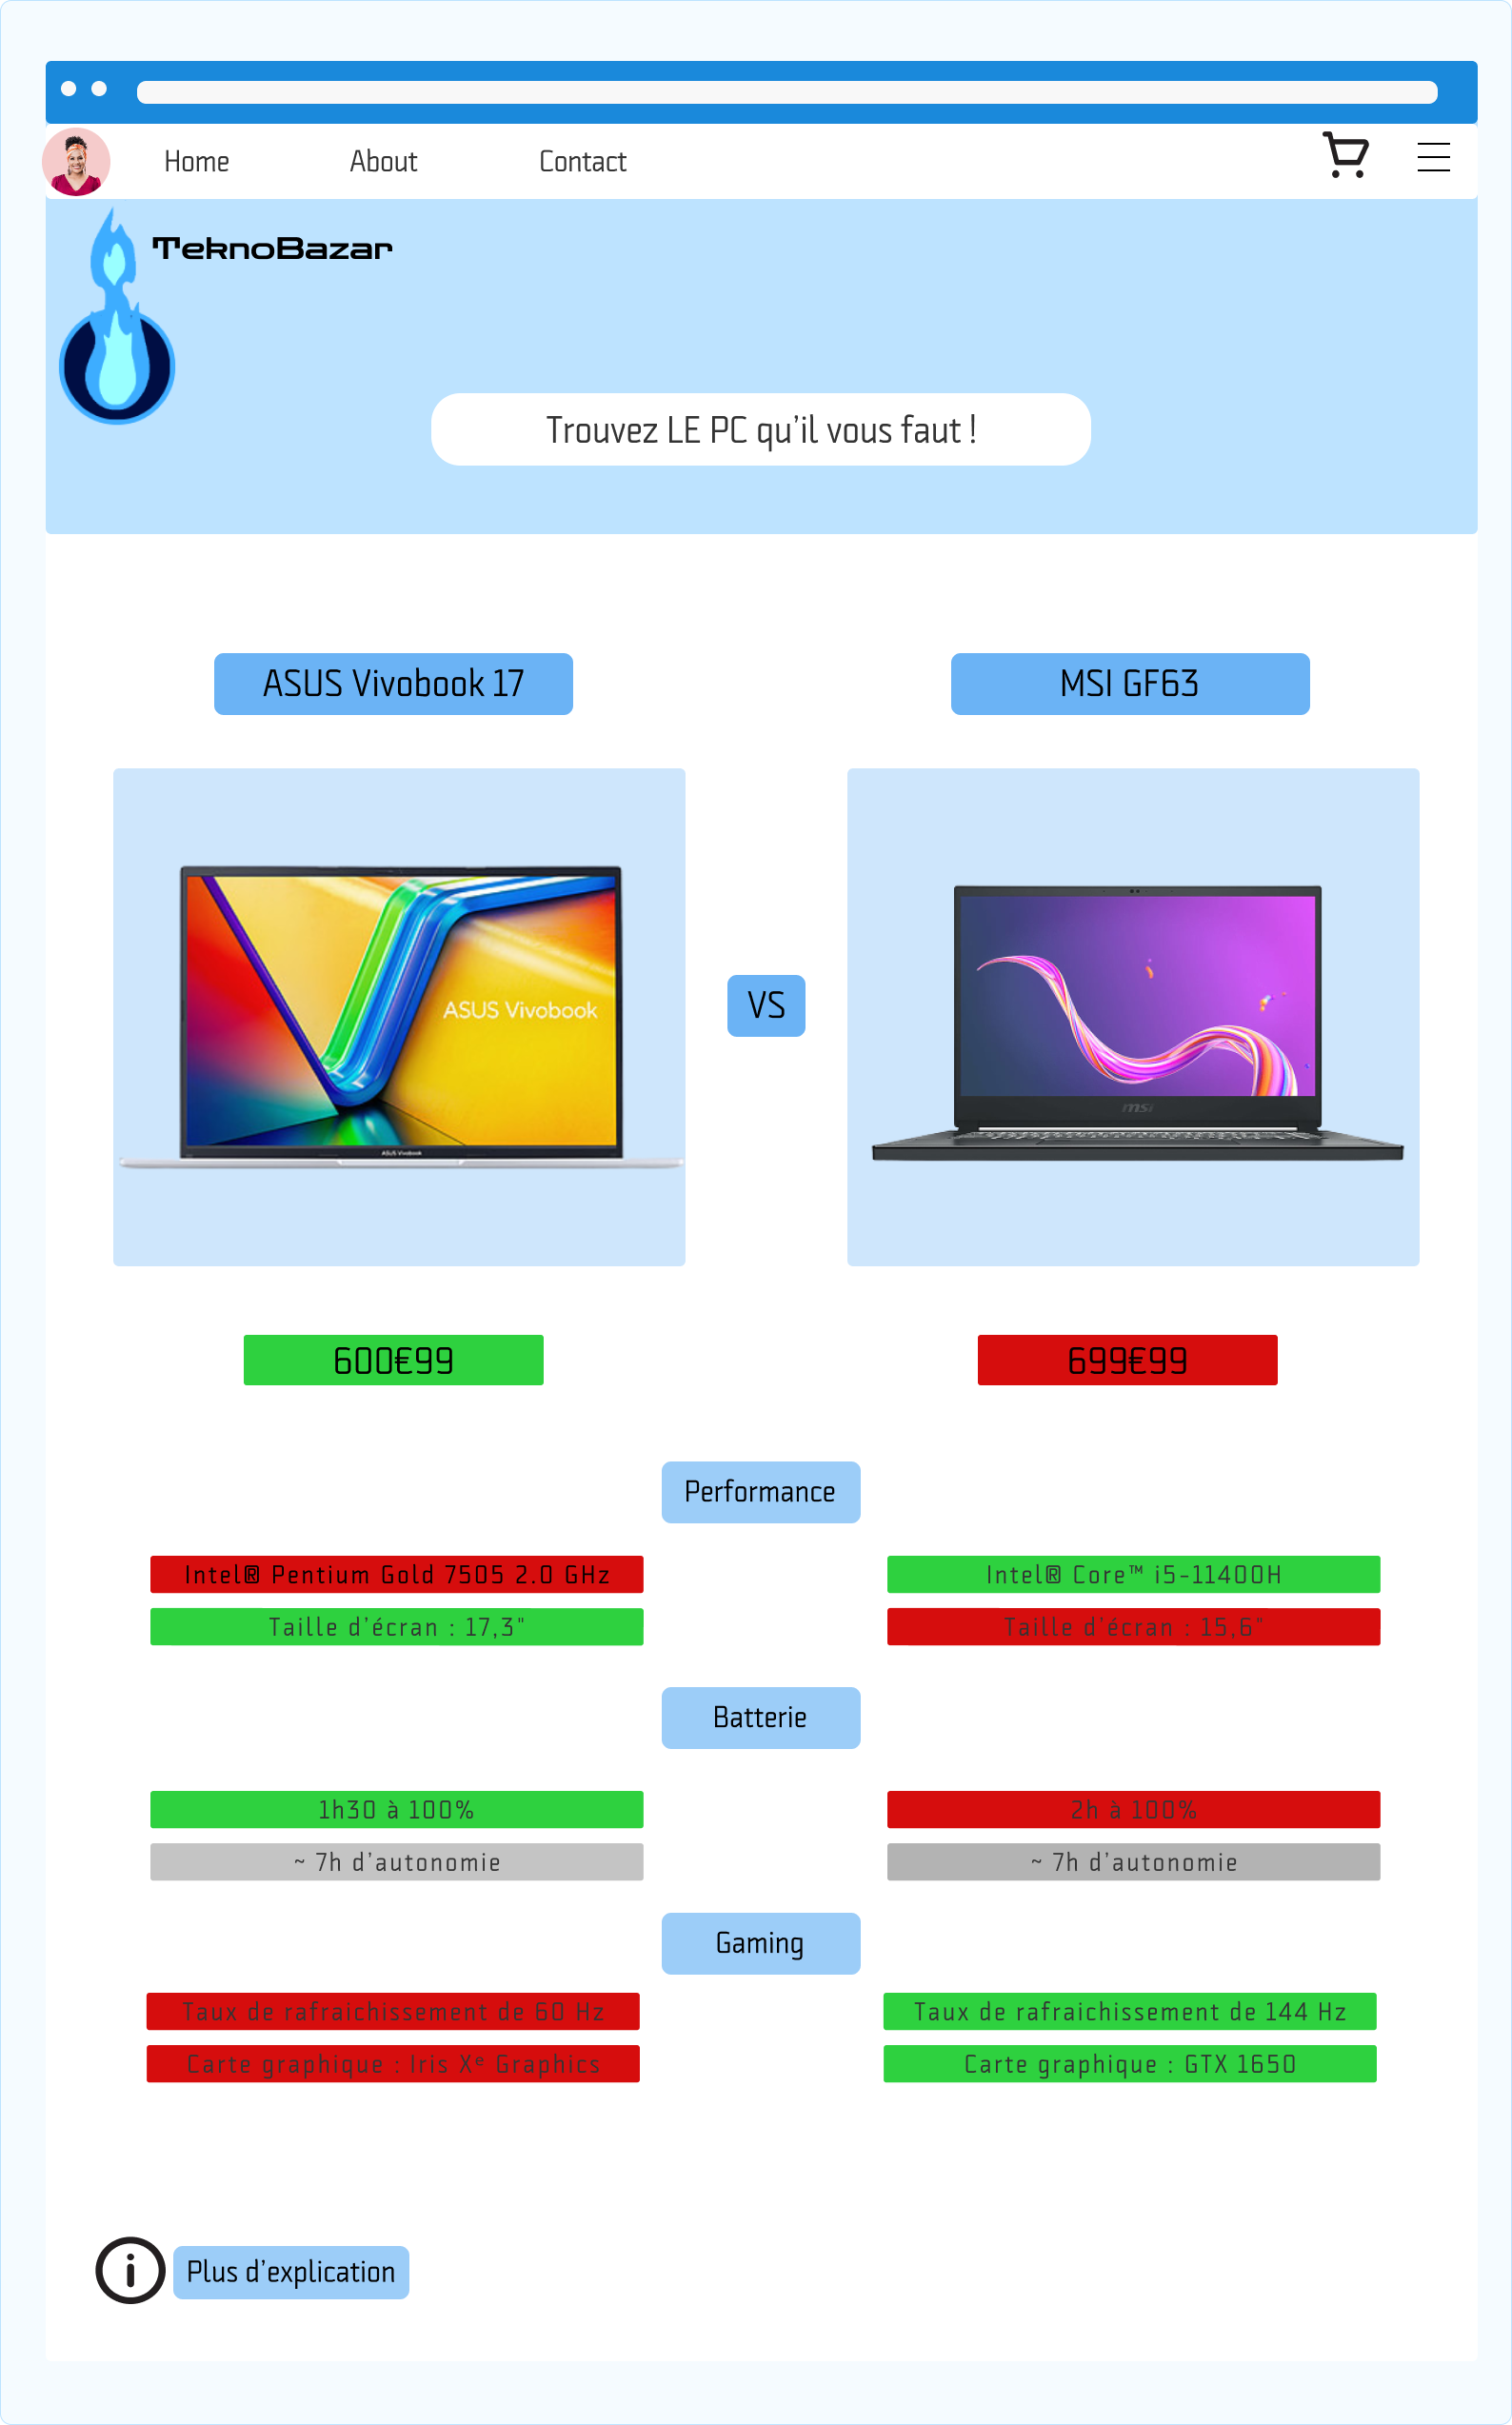 Home About Contact
TeknoBazar
Trouvez LE PC qu’il vous faut !
ASUS Vivobook 17
MSI GF63
ASUS Vivobook
ASUS Vivobook
msi
VS
600€99
699€99
Performance
Intel® Pentium Gold 7505 2.0 GHz
Intel® Core™ i5-11400H
Taille d’écran : 17,3"
Taille d’écran : 15,6"
Batterie
1h30 à 100%
2h à 100%
~ 7h d’autonomie
~ 7h d’autonomie
Gaming
Taux de rafraichissement de 60 Hz
Taux de rafraichissement de 144 Hz
Carte graphique : Iris Xᵉ Graphics
Carte graphique : GTX 1650
Plus d’explication